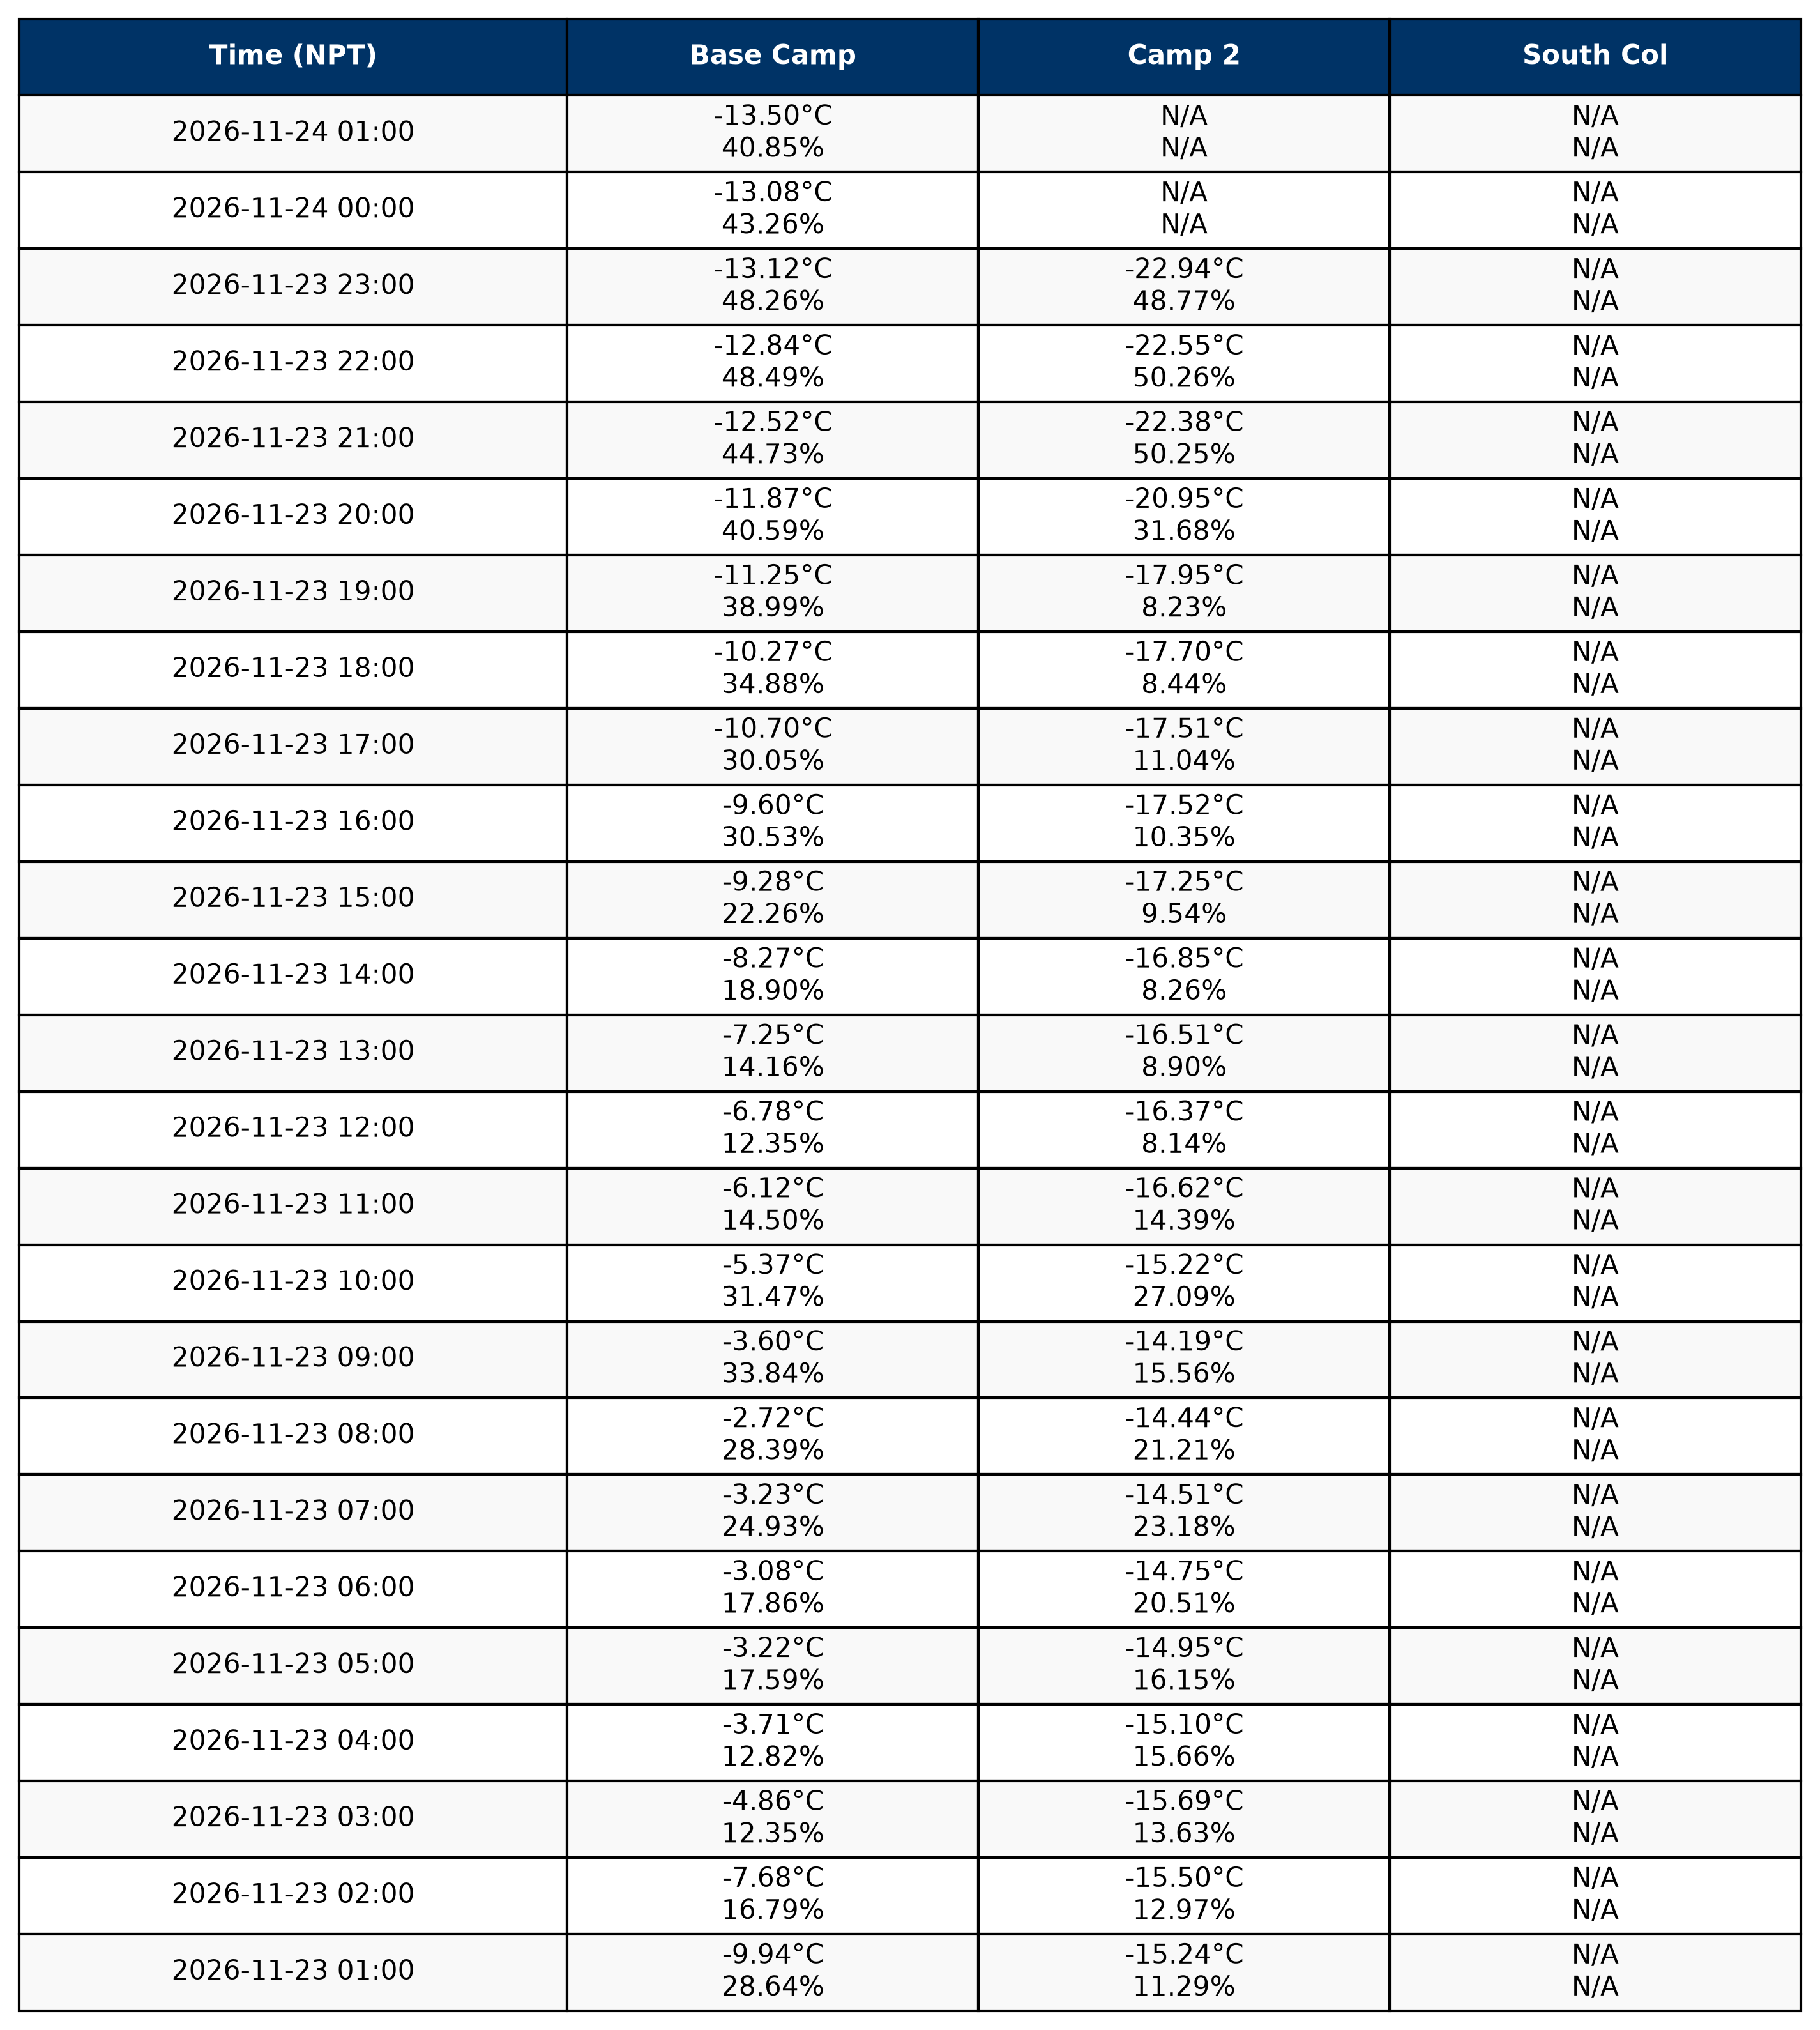 Time (NPT) Base Camp Camp 2 South Col
2026-11-24 01:00 -13.50°C N/A N/A
40.85% N/A N/A
2026-11-24 00:00 -13.08°C N/A N/A
43.26% N/A N/A
2026-11-23 23:00 -13.12°C -22.94°C N/A
48.26% 48.77% N/A
2026-11-23 22:00 -12.84°C -22.55°C N/A
48.49% 50.26% N/A
2026-11-23 21:00 -12.52°C -22.38°C N/A
44.73% 50.25% N/A
2026-11-23 20:00 -11.87°C -20.95°C N/A
40.59% 31.68% N/A
2026-11-23 19:00 -11.25°C -17.95°C N/A
38.99% 8.23% N/A
2026-11-23 18:00 -10.27°C -17.70°C N/A
34.88% 8.44% N/A
2026-11-23 17:00 -10.70°C -17.51°C N/A
30.05% 11.04% N/A
2026-11-23 16:00 -9.60°C -17.52°C N/A
30.53% 10.35% N/A
2026-11-23 15:00 -9.28°C -17.25°C N/A
22.26% 9.54% N/A
2026-11-23 14:00 -8.27°C -16.85°C N/A
18.90% 8.26% N/A
2026-11-23 13:00 -7.25°C -16.51°C N/A
14.16% 8.90% N/A
2026-11-23 12:00 -6.78°C -16.37°C N/A
12.35% 8.14% N/A
2026-11-23 11:00 -6.12°C -16.62°C N/A
14.50% 14.39% N/A
2026-11-23 10:00 -5.37°C -15.22°C N/A
31.47% 27.09% N/A
2026-11-23 09:00 -3.60°C -14.19°C N/A
33.84% 15.56% N/A
2026-11-23 08:00 -2.72°C -14.44°C N/A
28.39% 21.21% N/A
2026-11-23 07:00 -3.23°C -14.51°C N/A
24.93% 23.18% N/A
2026-11-23 06:00 -3.08°C -14.75°C N/A
17.86% 20.51% N/A
2026-11-23 05:00 -3.22°C -14.95°C N/A
17.59% 16.15% N/A
2026-11-23 04:00 -3.71°C -15.10°C N/A
12.82% 15.66% N/A
2026-11-23 03:00 -4.86°C -15.69°C N/A
12.35% 13.63% N/A
2026-11-23 02:00 -7.68°C -15.50°C N/A
16.79% 12.97% N/A
2026-11-23 01:00 -9.94°C -15.24°C N/A
28.64% 11.29% N/A